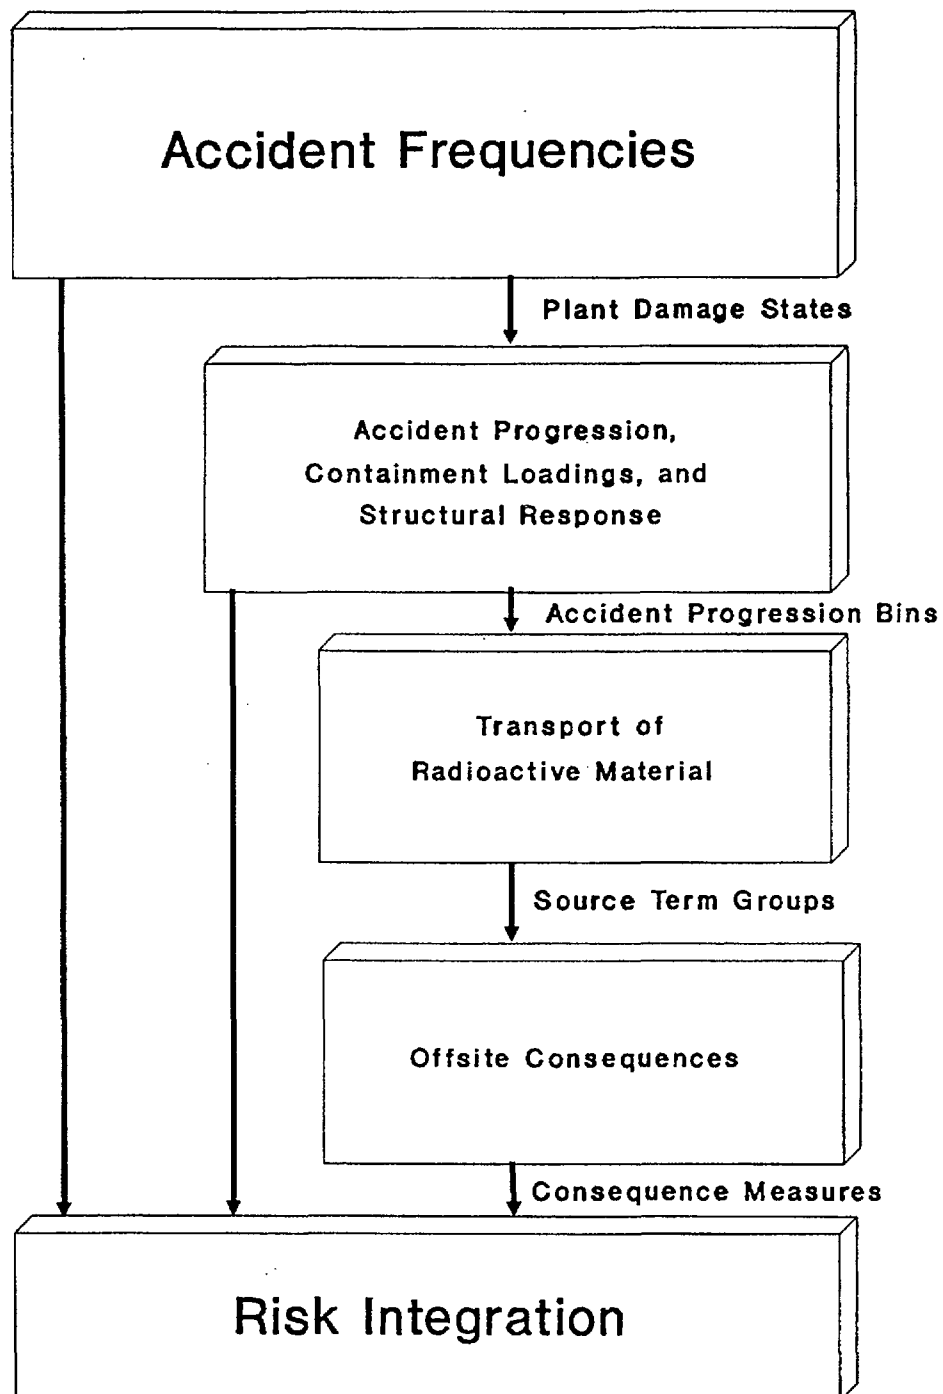 Accident Frequencies
Plant Damage States
Accident Progression,
Containment Loadings, and
Structural Response
Accident Progression Bins
Transport of
Radioactive Material
Source Term Groups
Offsite Consequences
Consequence Measures
Risk Integration